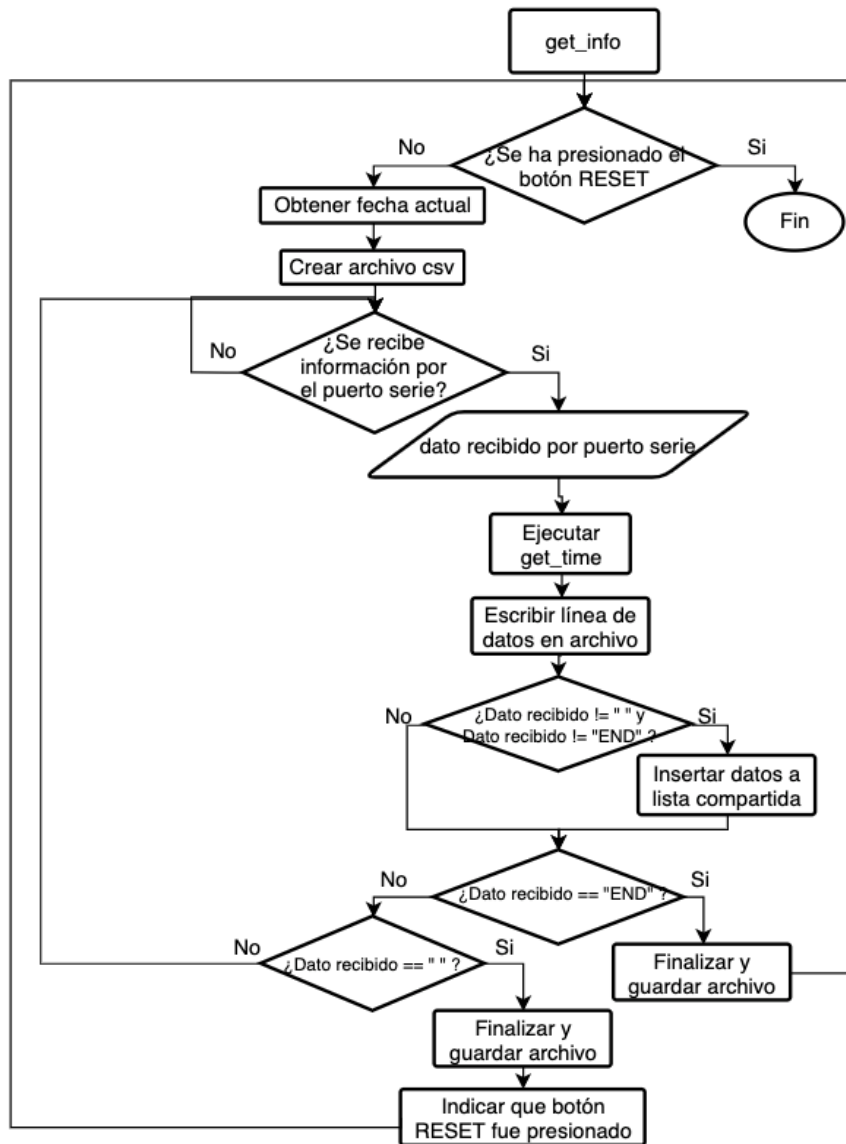 get_info
¿Se ha presionado el
botón RESET
No
Si
Obtener fecha actual
Fin
Crear archivo csv
¿Se recibe
información por
el puerto serie?
No
Si
dato recibido por puerto serie
Ejecutar
get_time
Escribir línea de
datos en archivo
¿Dato recibido != " " y
Dato recibido != "END" ?
No
Si
Insertar datos a
lista compartida
¿Dato recibido == "END" ?
No
Si
¿Dato recibido == " " ?
No
Si
Finalizar y
guardar archivo
Finalizar y
guardar archivo
Indicar que botón
RESET fue presionado